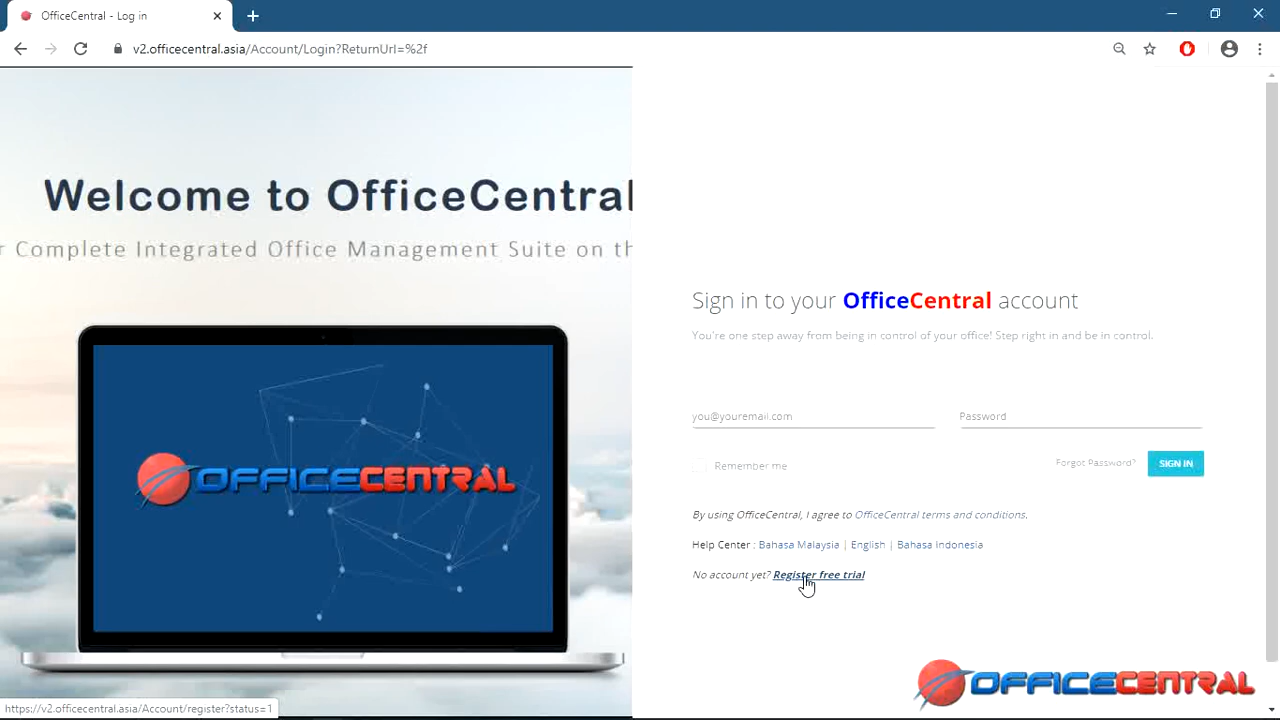 OfficeCentral - Log in
v2.officecentral.asia/Account/Login?ReturnUrl=%2f
Welcome to OfficeCentral
Complete Integrated Office Management Suite on
OFFICECENTRAL
Sign in to your OfficeCentral account
You're one step away from being in control of your office! Step right in and be in control.
you@youremail.com
Password
Remember me
Forgot Password?
SIGN IN
By using OfficeCentral, I agree to OfficeCentral terms and conditions.
Help Center : Bahasa Malaysia | English | Bahasa Indonesia
No account yet? Register free trial
OFFICECENTRAL
https://v2.officecentral.asia/Account/register?status=1